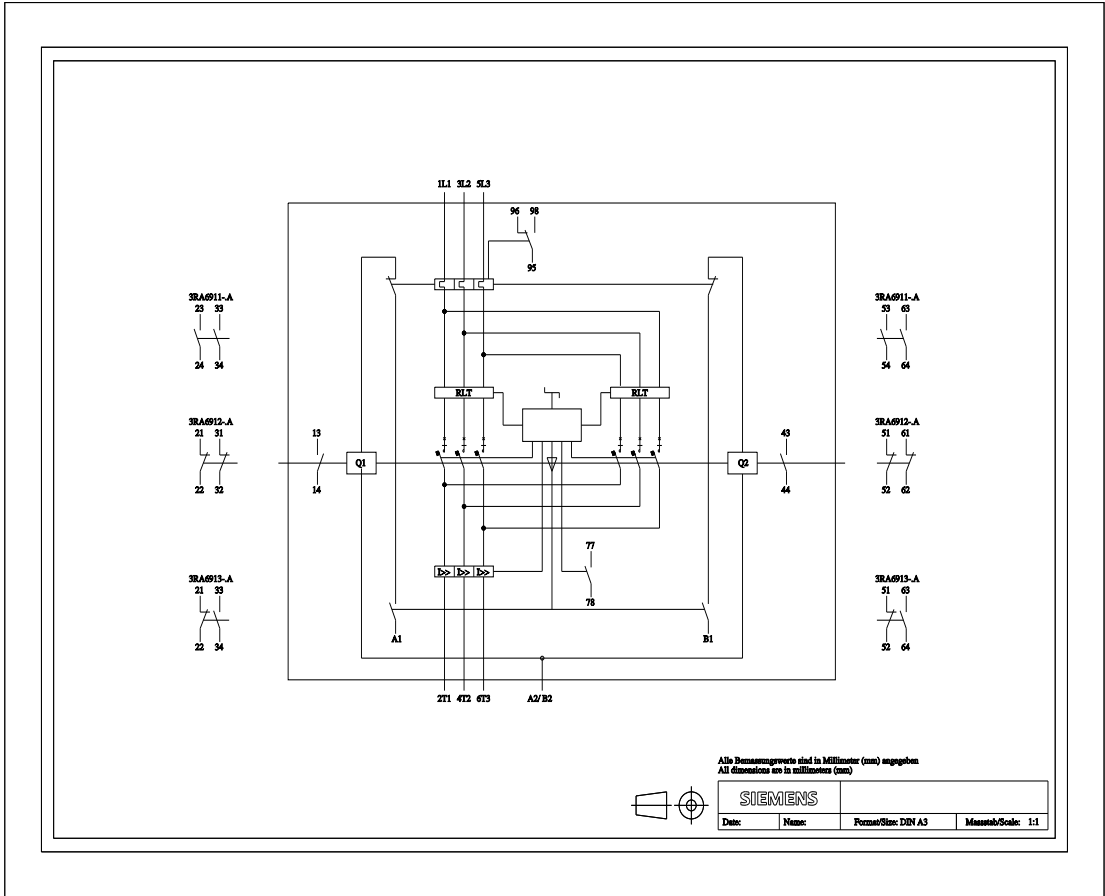 1L1 3L2 5L3
96 98
95
3RA6911-.A
23 33
24 34
3RA6911-.A
53 63
54 64
RLT
RLT
3RA6912-.A
21 31
22 32
13
14
Q1
Q2
43
44
3RA6912-.A
51 61
52 62
I>> I>> I>>
77
78
3RA6913-.A
21 33
22 34
3RA6913-.A
51 63
52 64
A1
B1
2T1 4T2 6T3
A2/ B2
Alle Bemassungswerte sind in Millimeter (mm) angegeben
All dimensions are in millimeters (mm)
SIEMENS
Date: Name: Format/Size: DIN A3 Massstab/Scale: 1:1